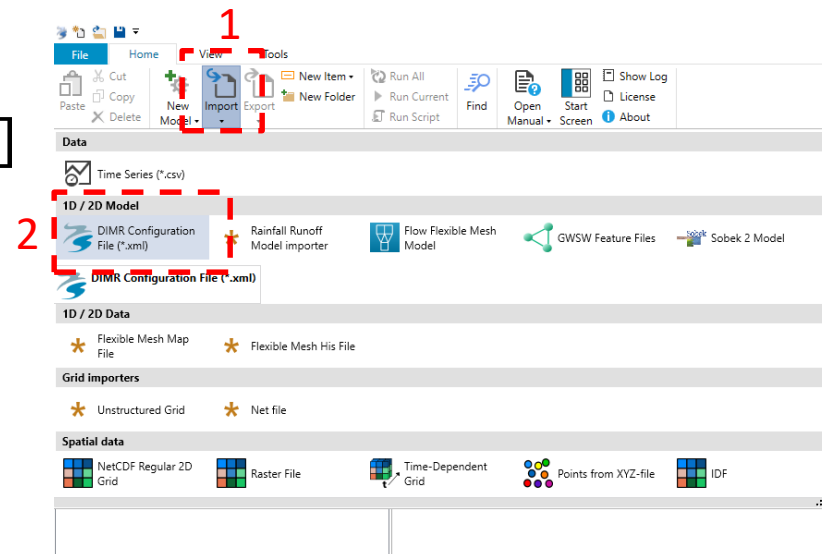 1
File Home View Tools
Cut
Copy
Delete
Paste
New
Model
Import
Export
New Item
New Folder
Run All
Run Current
Run Script
Find
Open
Manual
Start
Screen
Show Log
License
About
Data
Time Series (*.csv)
1D / 2D Model
2
DIMR Configuration
File (*.xml)
Rainfall Runoff
Model importer
Flow Flexible Mesh
Model
GWSW Feature Files
Sobek
Sobek 2 Model
DIMR Configuration File (*.xml)
1D / 2D Data
Flexible Mesh Map
File
Flexible Mesh His File
Grid importers
Unstructured Grid
Net file
Spatial data
NetCDF Regular 2D
Grid
Raster File
t
Time-Dependent
Grid
Points from XYZ-file
IDF